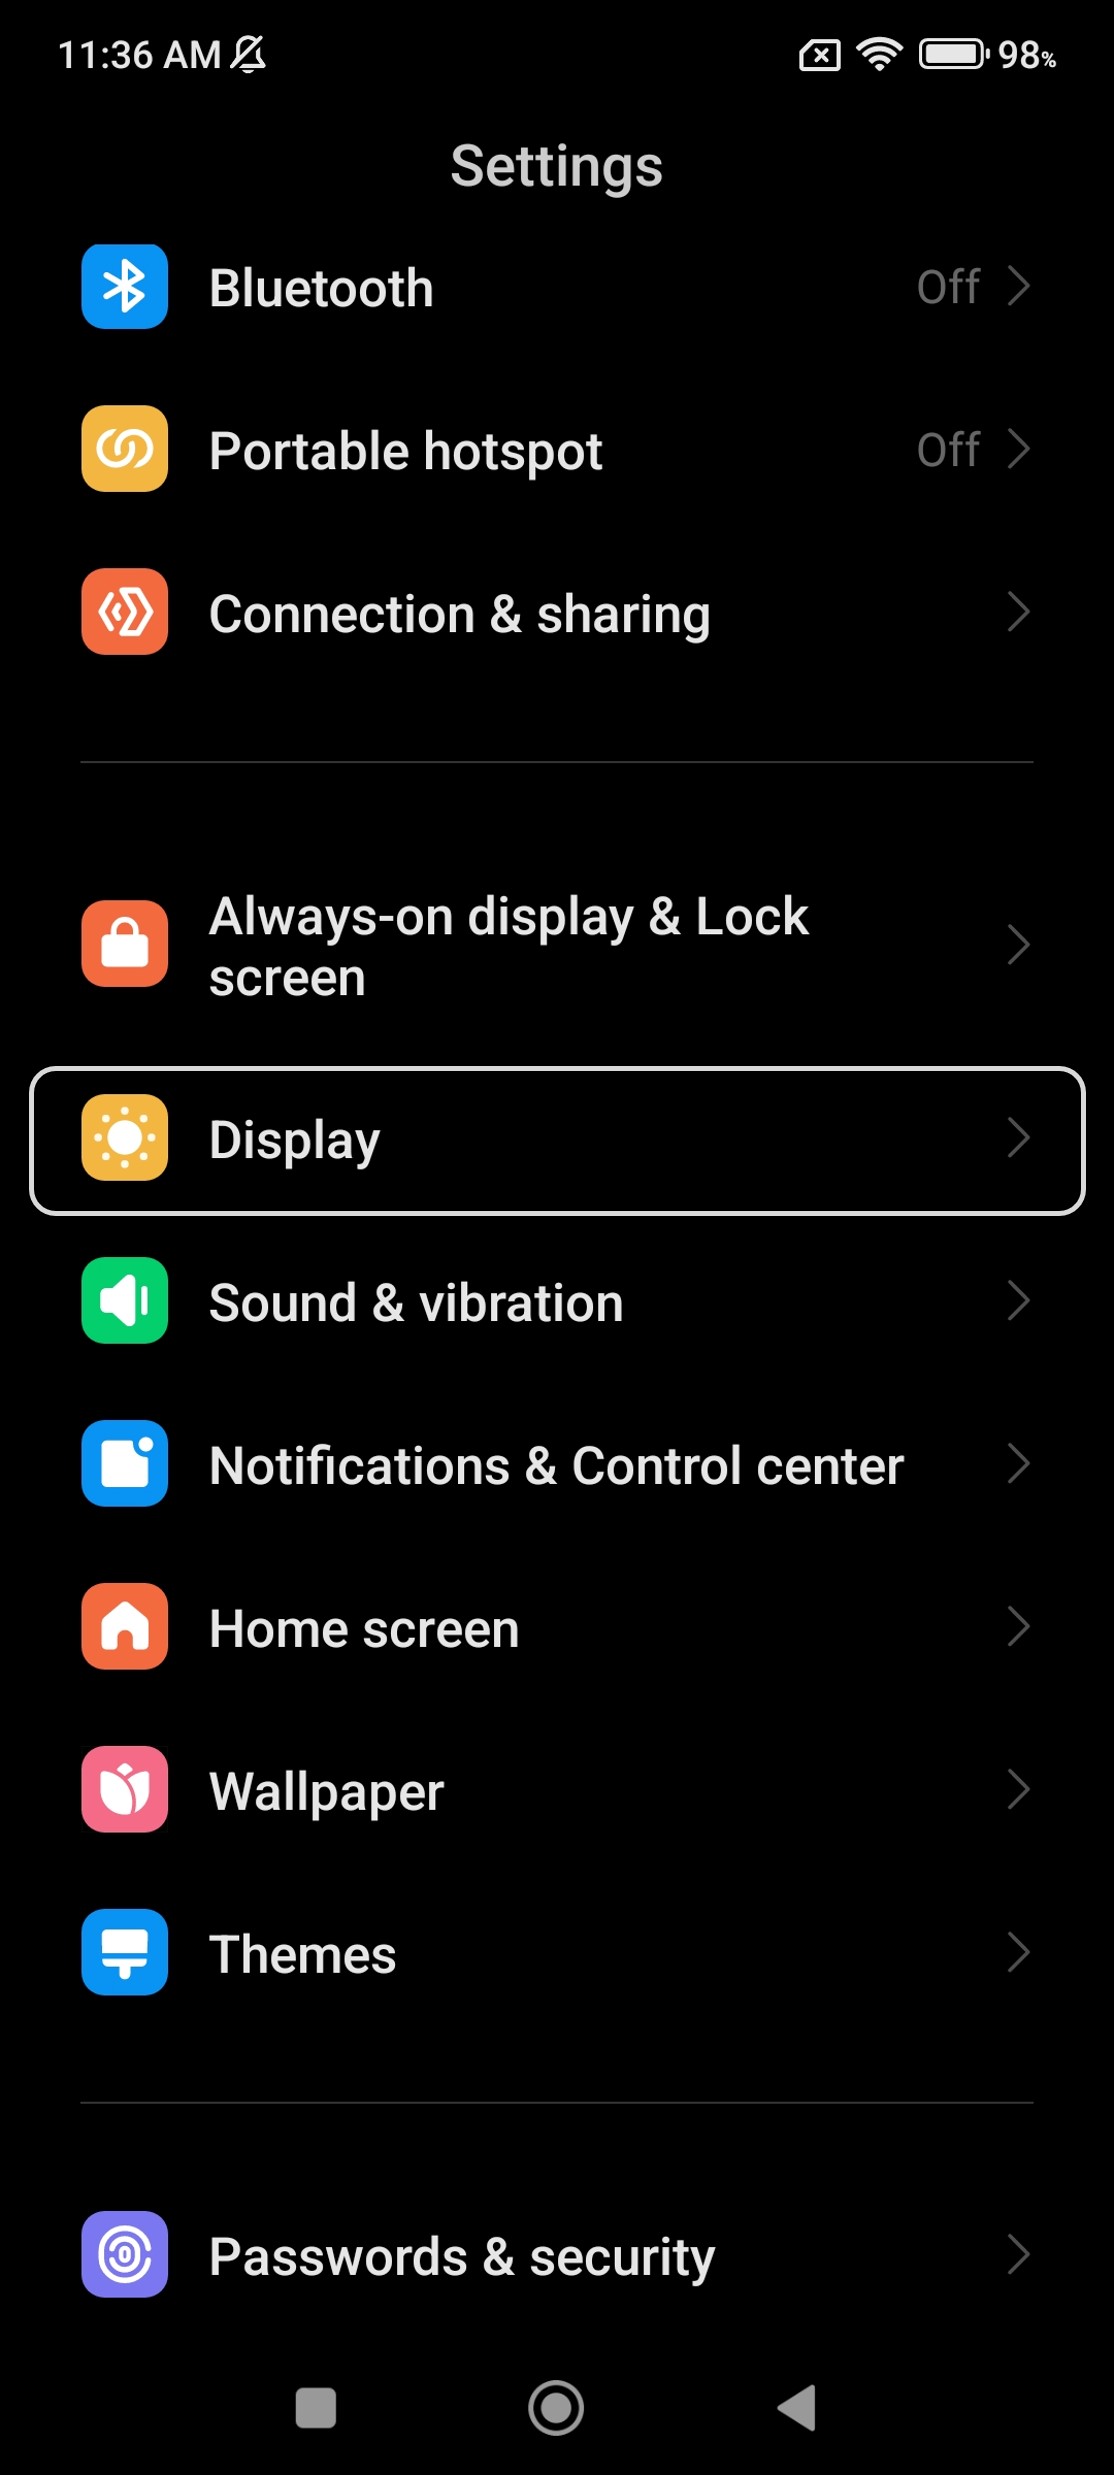 11:36 AM 98%
Settings
Bluetooth Off
Portable hotspot Off
Connection & sharing
Always-on display & Lock
screen
Display
Sound & vibration
Notifications & Control center
Home screen
Wallpaper
Themes
Passwords & security